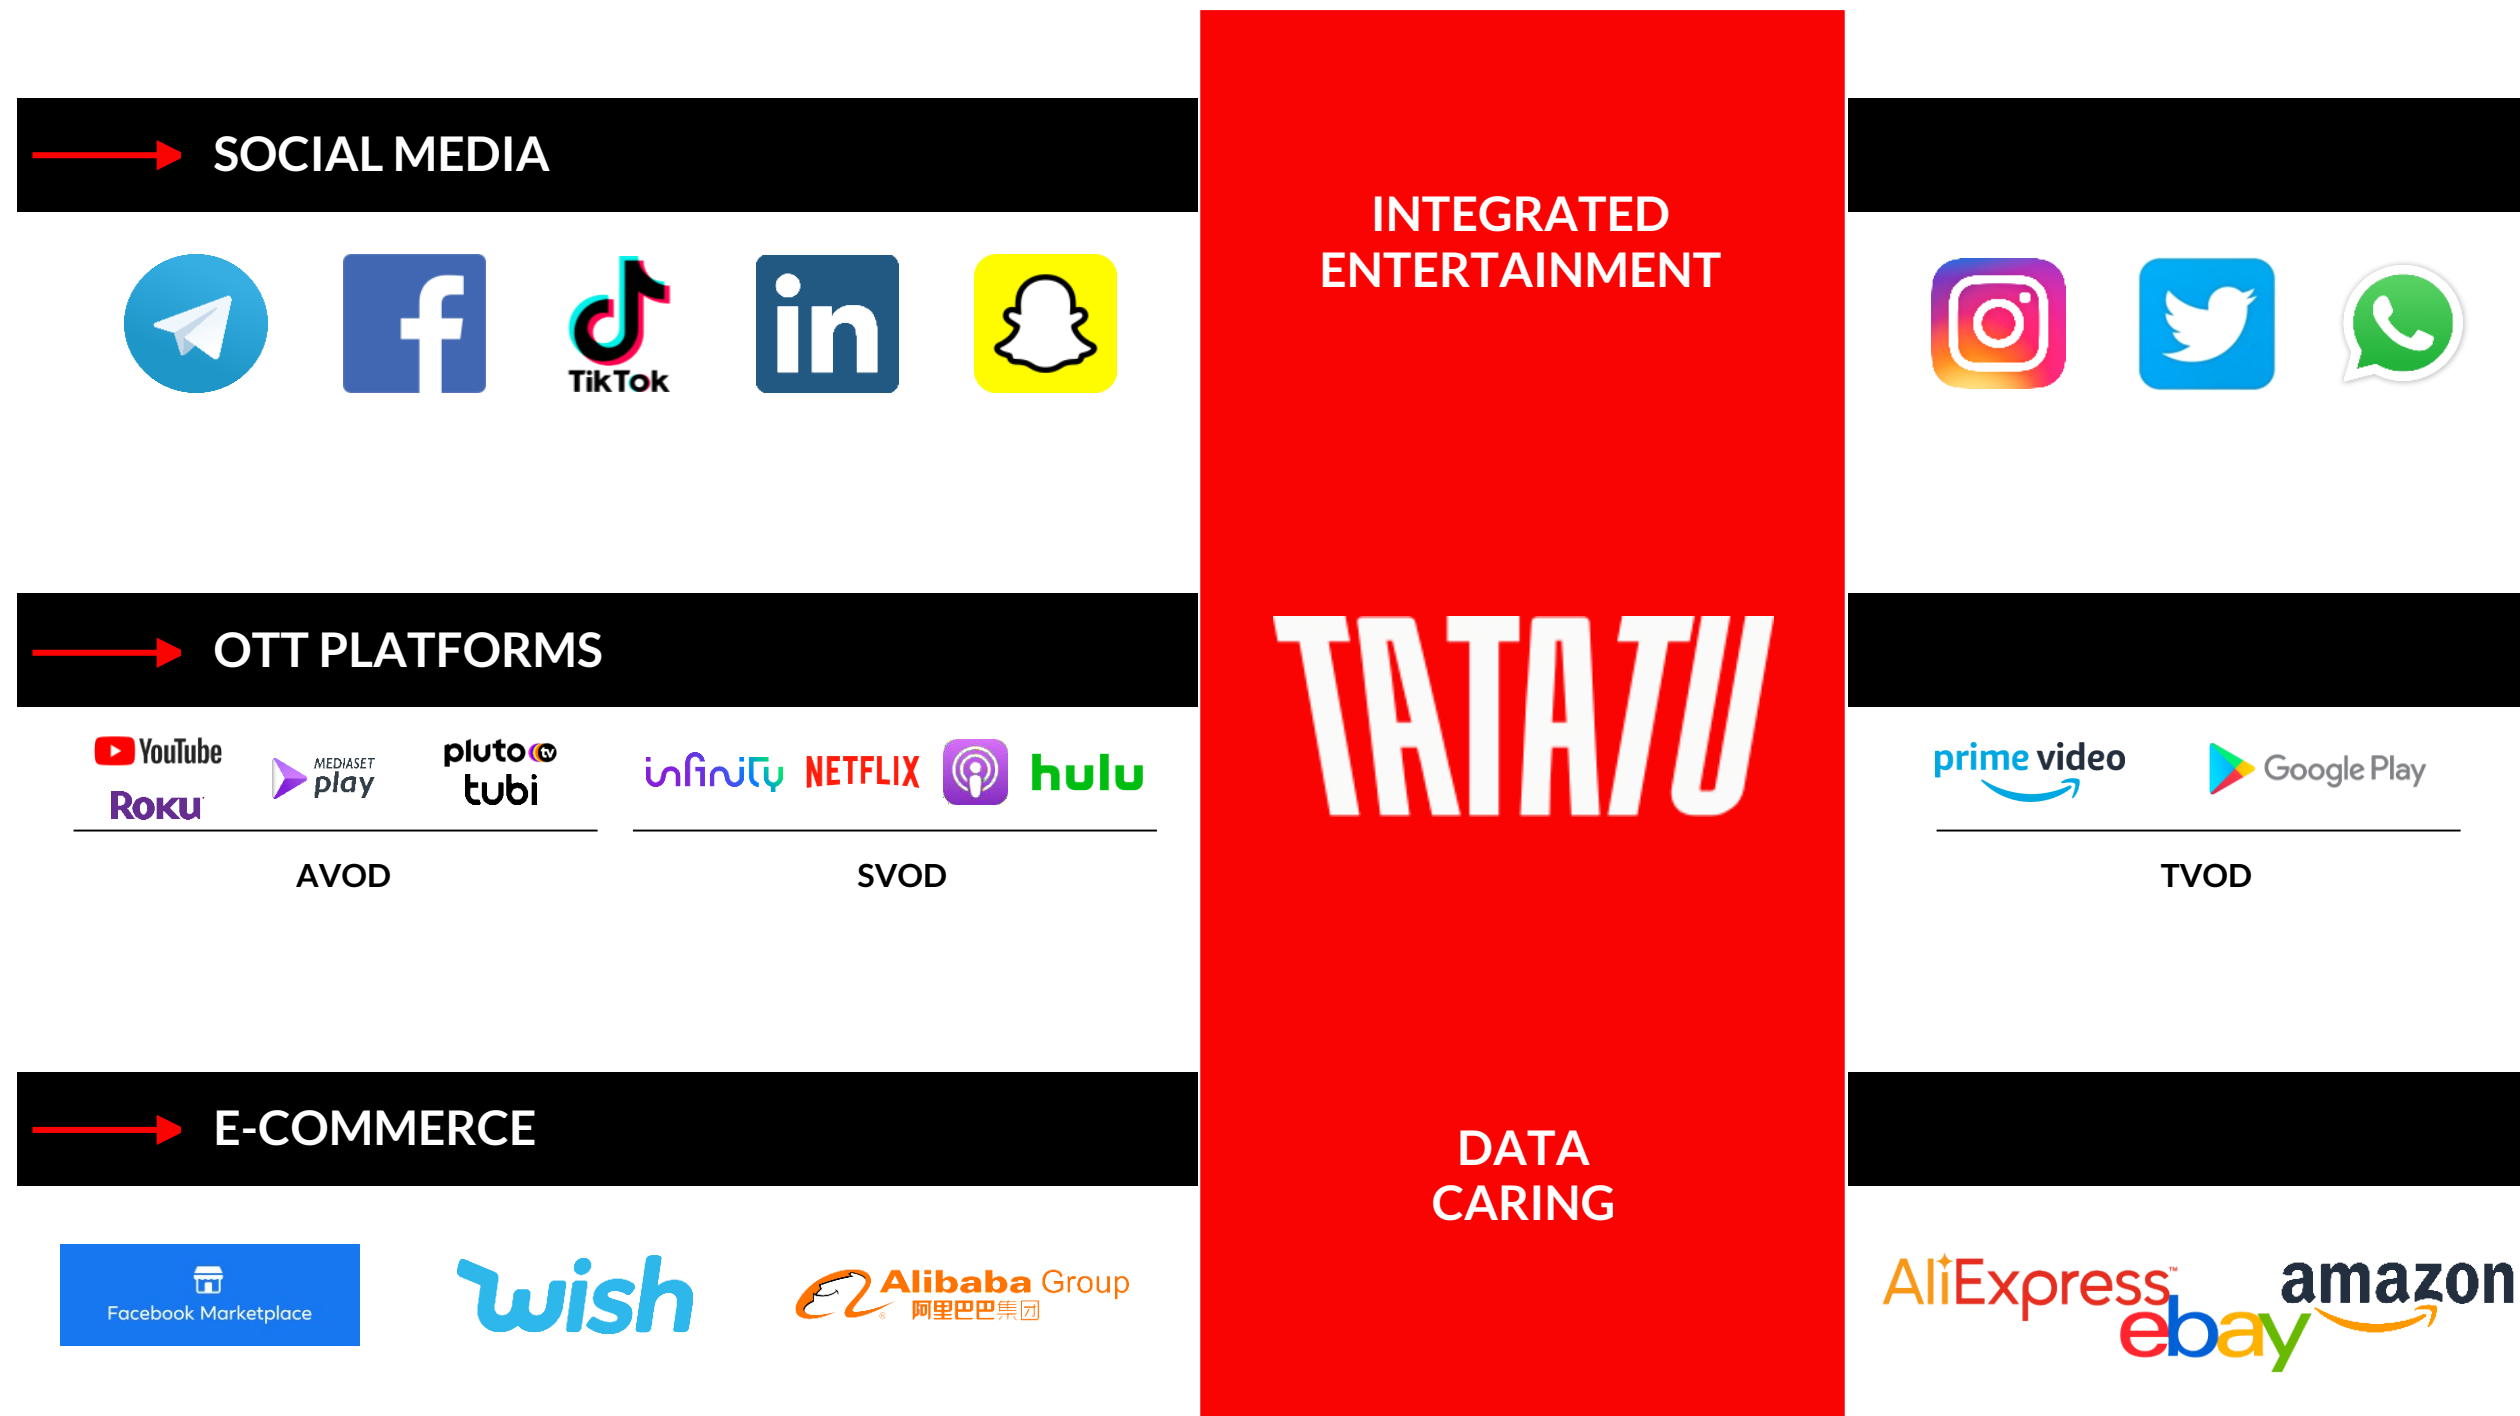 SOCIAL MEDIA
INTEGRATED
ENTERTAINMENT
TikTok
in
OTT PLATFORMS
TATATU
YouTube
Roku
MEDIASET
play
pluto tv
tubi
infinity
NETFLIX
hulu
prime video
Google Play
AVOD
SVOD
TVOD
E-COMMERCE
DATA
CARING
Facebook Marketplace
wish
Alibaba Group
阿里巴巴集团
AliExpress™
ebay
amazon